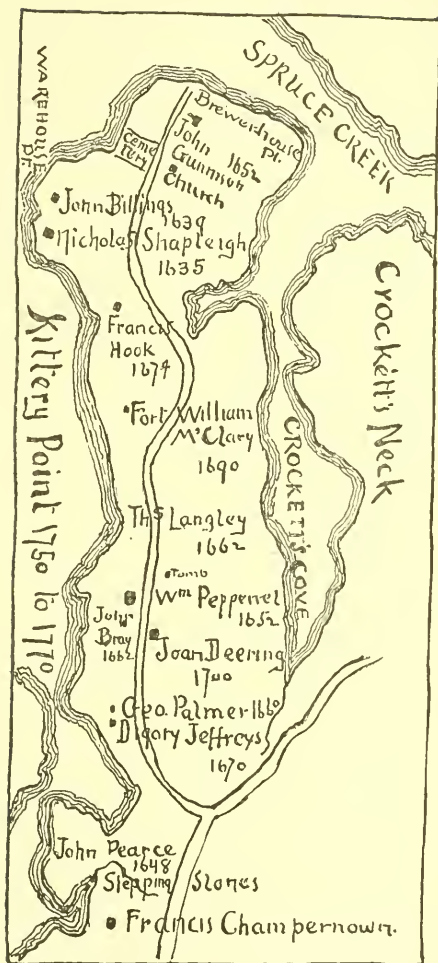 SPRUCE CREEK
WAREHOUSE
Pt.
Brewerhouse
Pt.
John 1652
Gunnison
Church
Ceme
tery
John Billings
1639
Nicholas Shapleigh
1635
Kittery Point 1750 to 1770
Crockett's Neck
Francis
Hook
1674
Fort William
McClary
1690
CROCKETT'S COVE
Ths Langley
1662
Tomb
Wm Pepperrel
1652
John
Bray
1662
Joan Deering
1700
Geo. Palmer 1660
Digory Jeffreys
1670
John Pearce
1648
Stepping Stones
Francis Champernown.